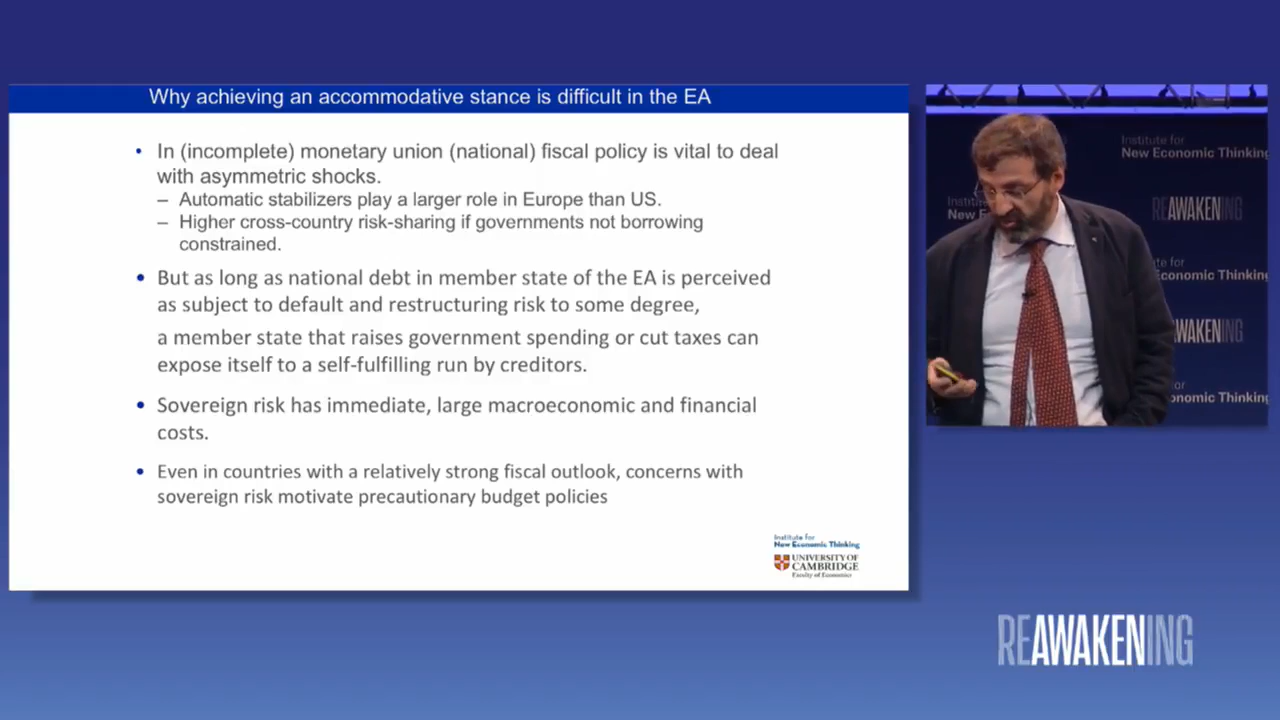 Why achieving an accommodative stance is difficult in the EA
• In (incomplete) monetary union (national) fiscal policy is vital to deal
with asymmetric shocks.
– Automatic stabilizers play a larger role in Europe than US.
– Higher cross-country risk-sharing if governments not borrowing
constrained.
• But as long as national debt in member state of the EA is perceived
as subject to default and restructuring risk to some degree,
a member state that raises government spending or cut taxes can
expose itself to a self-fulfilling run by creditors.
• Sovereign risk has immediate, large macroeconomic and financial
costs.
• Even in countries with a relatively strong fiscal outlook, concerns with
sovereign risk motivate precautionary budget policies
Institute for
New Economic Thinking
UNIVERSITY OF
CAMBRIDGE
Faculty of Economics
Institute for
New Economic Thinking
Institu
New E
REAWAKENING
te for
Economic Thinking
AWAKENING
for
onomic Thinking
REAWAKENING